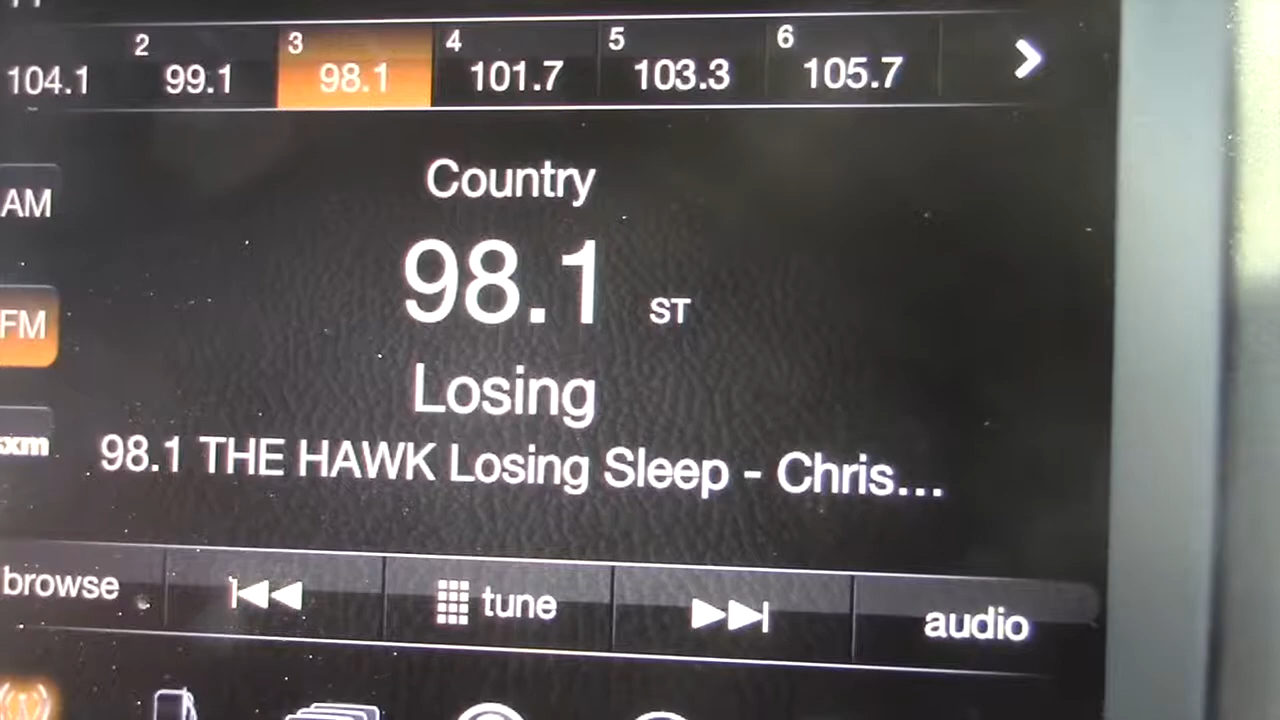 2 3 4 5 6
104.1 99.1 98.1 101.7 103.3 105.7
Country
AM
98.1 ST
FM
Losing
98.1 THE HAWK Losing Sleep - Chris...
xm
browse tune audio